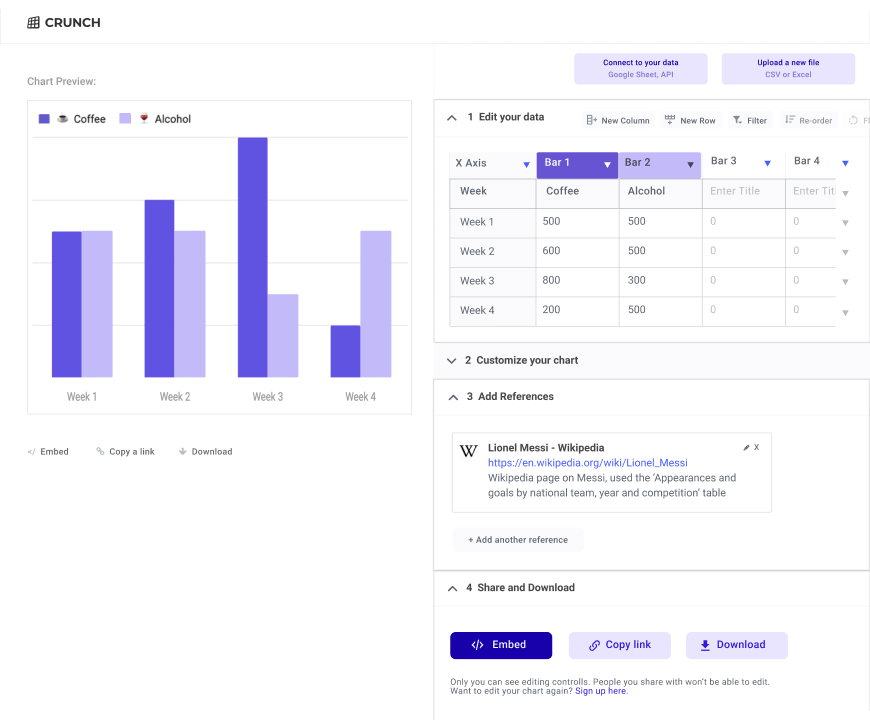 CRUNCH
Connect to your data
Google Sheet, API
Upload a new file
CSV or Excel
Chart Preview:
Coffee Alcohol
Week 1 Week 2 Week 3 Week 4
Embed Copy a link Download
1 Edit your data
New Column New Row Filter Re-order
X Axis Bar 1 Bar 2 Bar 3 Bar 4
Week Coffee Alcohol Enter Title Enter Tit
Week 1 500 500 0 0
Week 2 600 500 0 0
Week 3 800 300 0 0
Week 4 200 500 0 0
2 Customize your chart
3 Add References
W Lionel Messi - Wikipedia X
https://en.wikipedia.org/wiki/Lionel_Messi
Wikipedia page on Messi, used the 'Appearances and
goals by national team, year and competition' table
+ Add another reference
4 Share and Download
</> Embed Copy link Download
Only you can see editing controlls. People you share with won't be able to edit.
Want to edit your chart again? Sign up here.